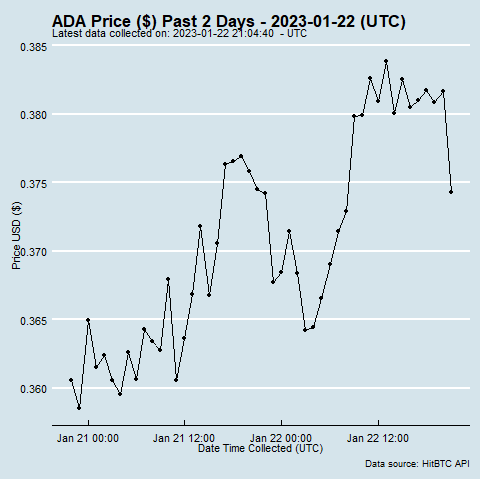 ADA Price ($) Past 2 Days - 2023-01-22 (UTC)
Latest data collected on: 2023-01-22 21:04:40  - UTC
0.385
0.380
0.375
0.370
0.365
0.360
Price USD ($)
Jan 21 00:00
Jan 21 12:00
Jan 22 00:00
Jan 22 12:00
Date Time Collected (UTC)
Data source: HitBTC API